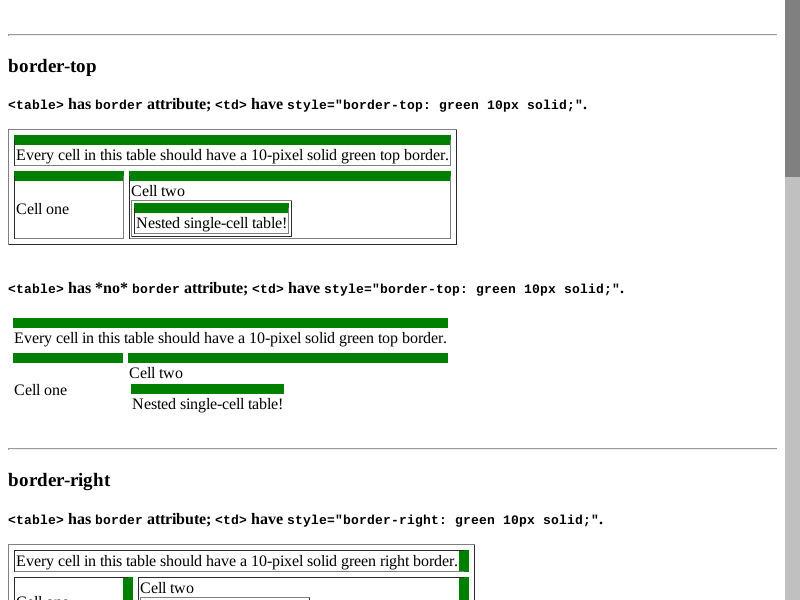 border-top
<table> has border attribute; <td> have style="border-top: green 10px solid;".
Every cell in this table should have a 10-pixel solid green top border.
Cell one
Cell two
Nested single-cell table!
<table> has *no* border attribute; <td> have style="border-top: green 10px solid;".
Every cell in this table should have a 10-pixel solid green top border.
Cell one
Cell two
Nested single-cell table!
border-right
<table> has border attribute; <td> have style="border-right: green 10px solid;".
Every cell in this table should have a 10-pixel solid green right border.
Cell two
Cell one